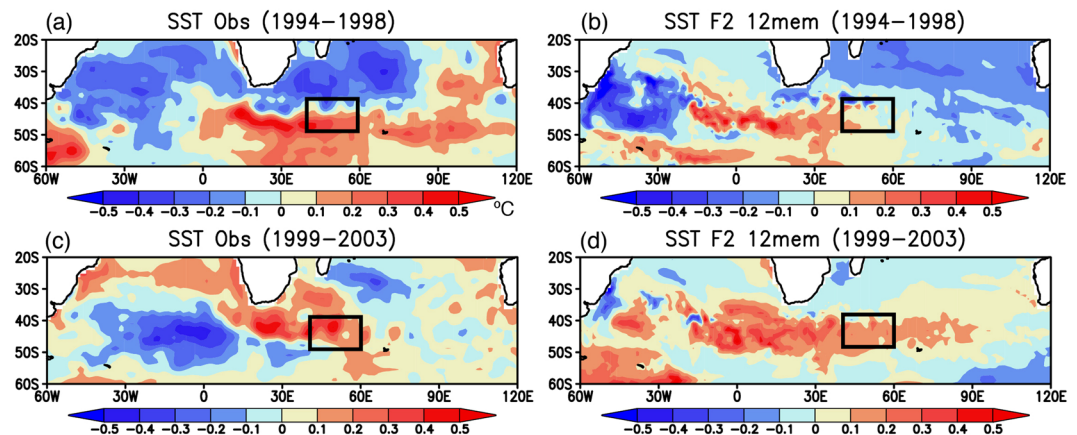 (a) SST Obs (1994−1998)
(b) SST F2 12mem (1994−1998)
20S
30S
40S
50S
60S
60W 30W 0 30E 60E 90E 120E
20S
30S
40S
50S
60S
60W 30W 0 30E 60E 90E 120E
−0.5 −0.4 −0.3 −0.2 −0.1 0 0.1 0.2 0.3 0.4 0.5 °C
−0.5 −0.4 −0.3 −0.2 −0.1 0 0.1 0.2 0.3 0.4 0.5
(c) SST Obs (1999−2003)
(d) SST F2 12mem (1999−2003)
20S
30S
40S
50S
60S
60W 30W 0 30E 60E 90E 120E
20S
30S
40S
50S
60S
60W 30W 0 30E 60E 90E 120E
−0.5 −0.4 −0.3 −0.2 −0.1 0 0.1 0.2 0.3 0.4 0.5
−0.5 −0.4 −0.3 −0.2 −0.1 0 0.1 0.2 0.3 0.4 0.5